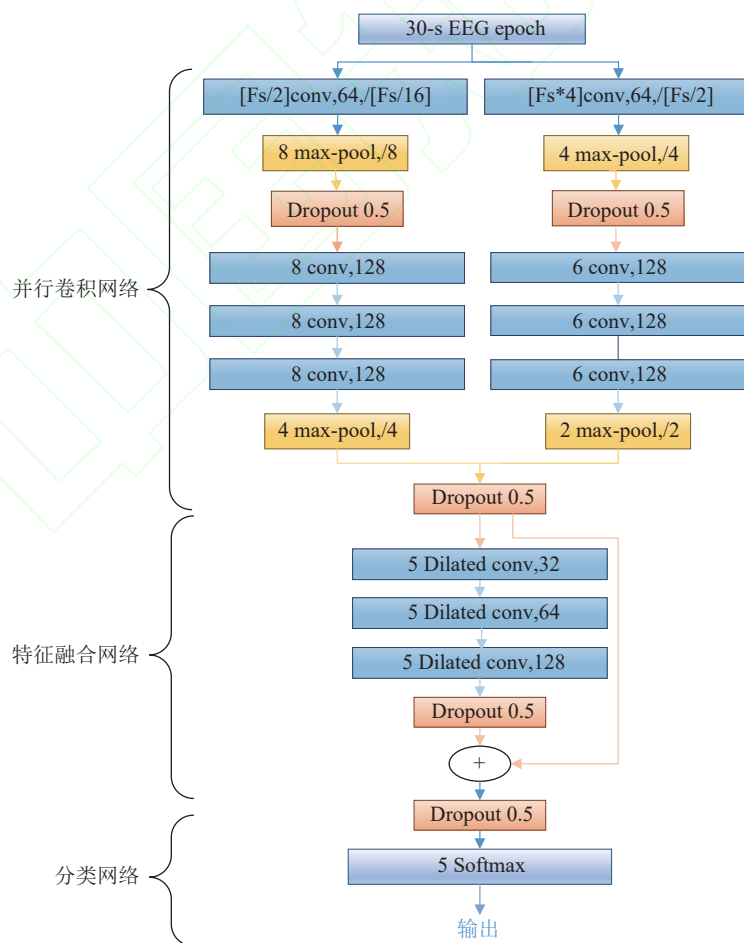 30-s EEG epoch
[Fs/2]conv,64,/[Fs/16]
[Fs*4]conv,64,/[Fs/2]
8 max-pool,/8
4 max-pool,/4
Dropout 0.5
Dropout 0.5
并行卷积网络
8 conv,128
6 conv,128
8 conv,128
6 conv,128
8 conv,128
6 conv,128
4 max-pool,/4
2 max-pool,/2
Dropout 0.5
特征融合网络
5 Dilated conv,32
5 Dilated conv,64
5 Dilated conv,128
Dropout 0.5
+
Dropout 0.5
分类网络
5 Softmax
输出